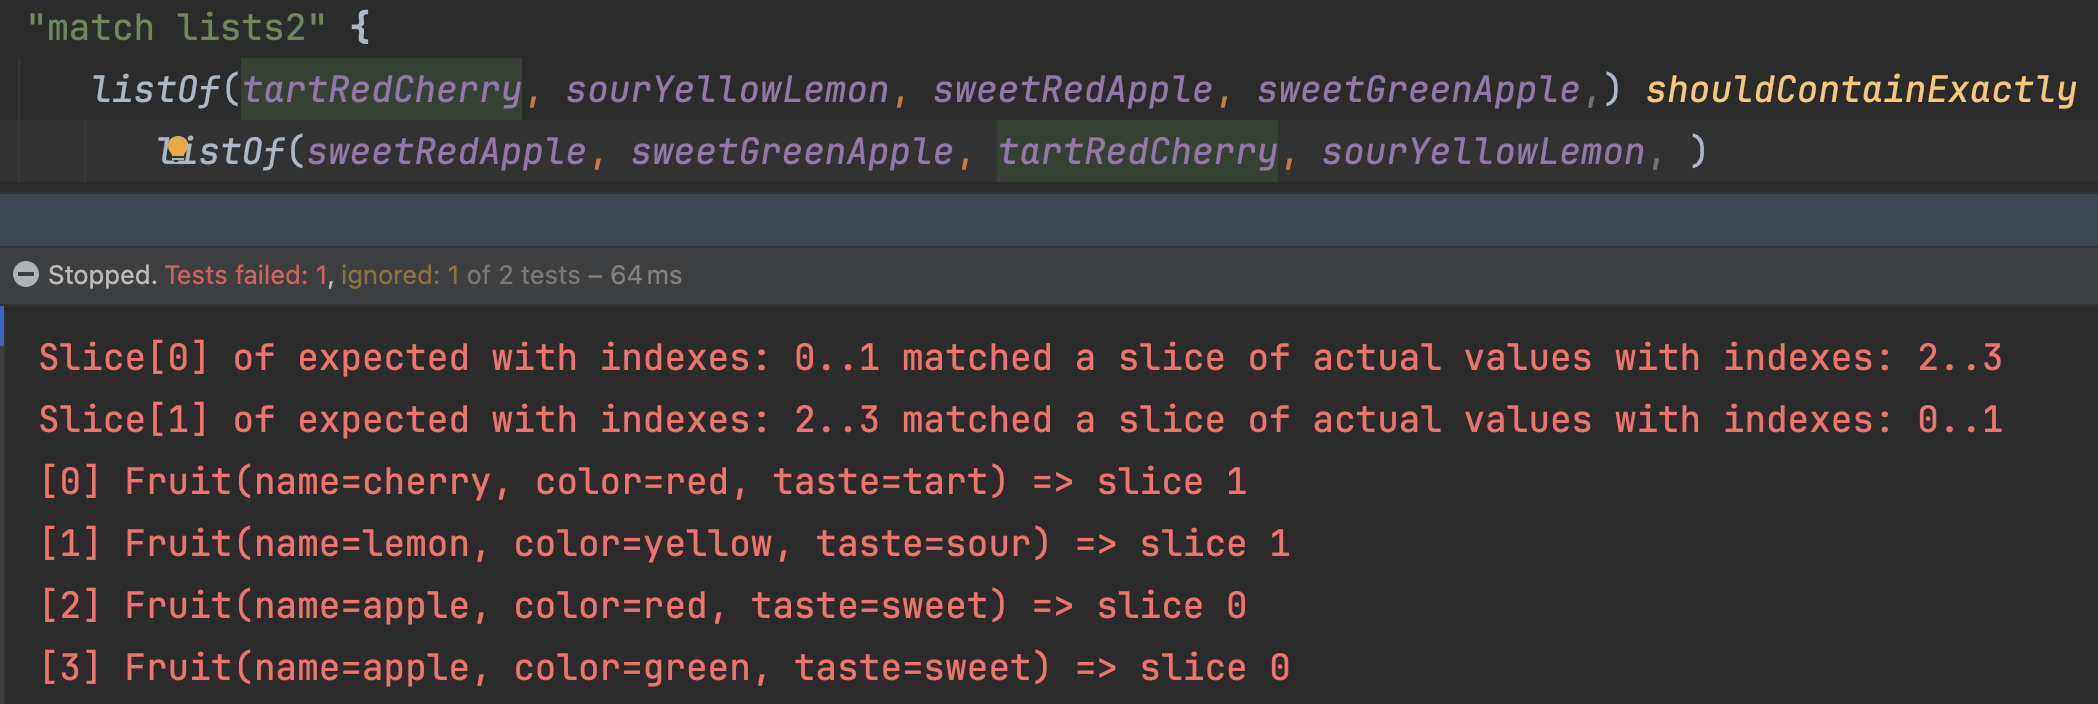 "match lists2" {
listOf(tartRedCherry, sourYellowLemon, sweetRedApple, sweetGreenApple,) shouldContainExactly
listOf(sweetRedApple, sweetGreenApple, tartRedCherry, sourYellowLemon, )
Stopped. Tests failed: 1, ignored: 1 of 2 tests – 64 ms
Slice[0] of expected with indexes: 0..1 matched a slice of actual values with indexes: 2..3
Slice[1] of expected with indexes: 2..3 matched a slice of actual values with indexes: 0..1
[0] Fruit(name=cherry, color=red, taste=tart) => slice 1
[1] Fruit(name=lemon, color=yellow, taste=sour) => slice 1
[2] Fruit(name=apple, color=red, taste=sweet) => slice 0
[3] Fruit(name=apple, color=green, taste=sweet) => slice 0